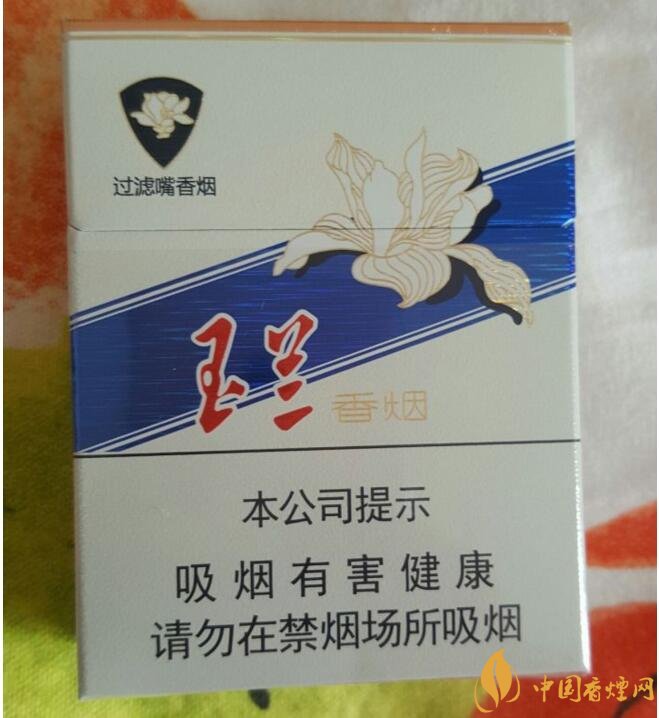 过滤嘴香烟
玉兰 香烟
本公司提示
吸烟有害健康
请勿在禁烟场所吸烟
中国香烟网